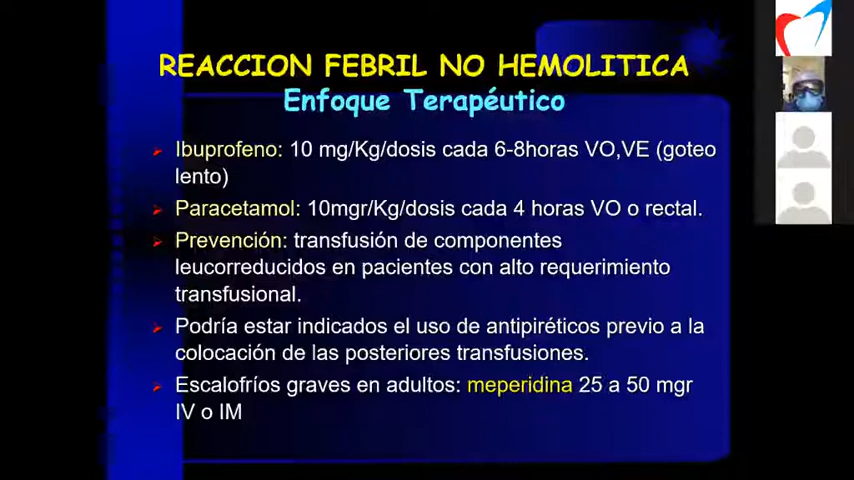 REACCION FEBRIL NO HEMOLITICA
Enfoque Terapéutico
Ibuprofeno: 10 mg/Kg/dosis cada 6-8horas VO,VE (goteo
lento)
Paracetamol: 10mgr/Kg/dosis cada 4 horas VO o rectal.
Prevención: transfusión de componentes
leucorreducidos en pacientes con alto requerimiento
transfusional.
Podría estar indicados el uso de antipiréticos previo a la
colocación de las posteriores transfusiones.
Escalofríos graves en adultos: meperidina 25 a 50 mgr
IV o IM